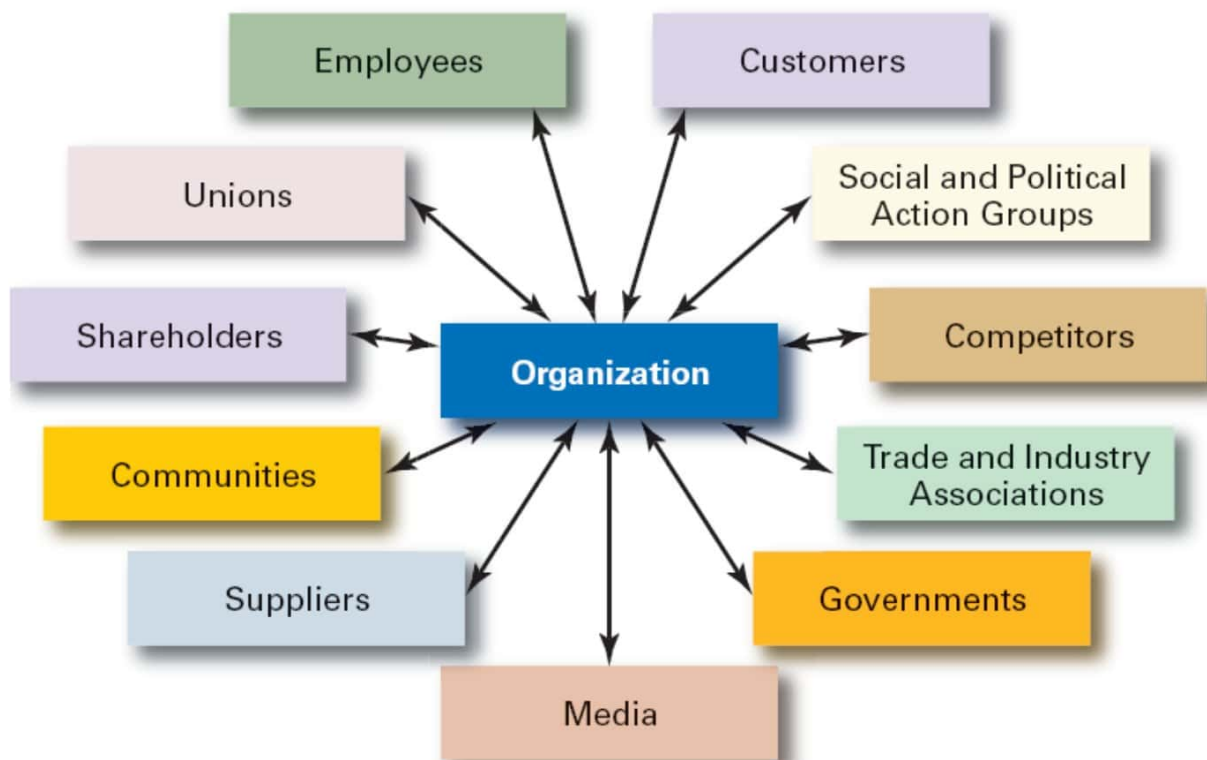 Employees
Customers
Unions
Social and Political
Action Groups
Shareholders
Organization
Competitors
Communities
Trade and Industry
Associations
Suppliers
Governments
Media